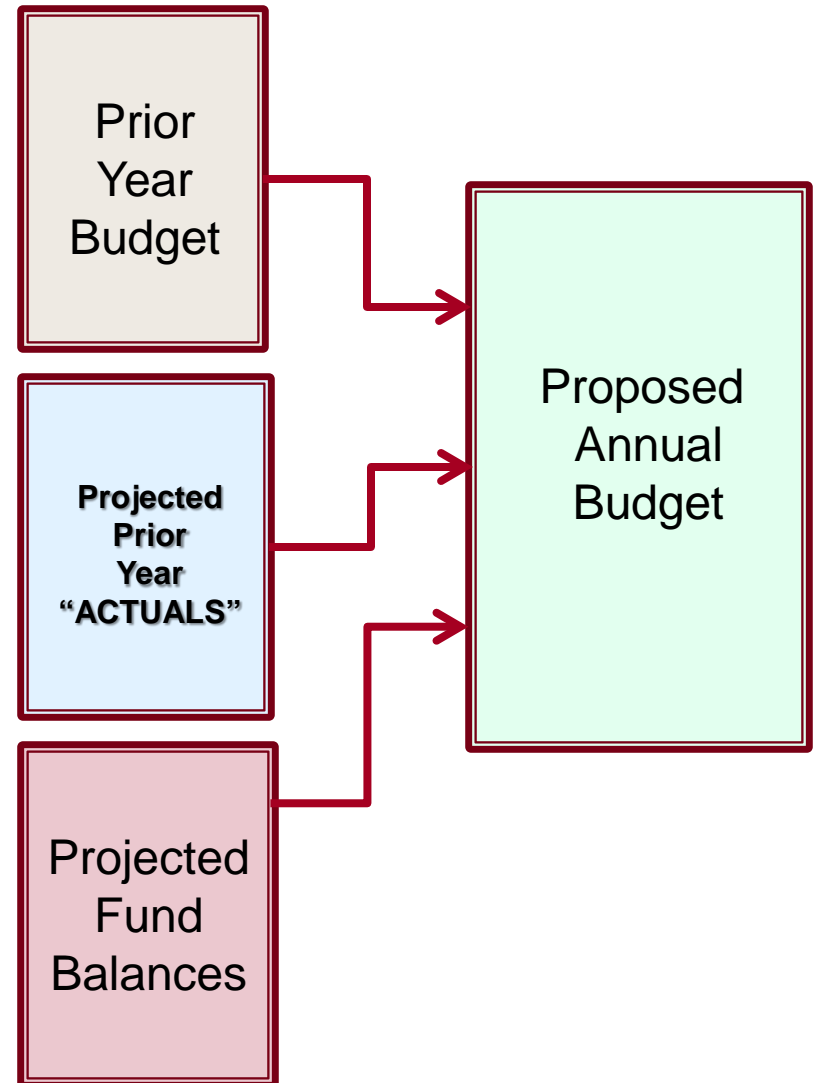 Prior
Year
Budget
Projected
Prior
Year
“ACTUALS”
Projected
Fund
Balances
Proposed
Annual
Budget